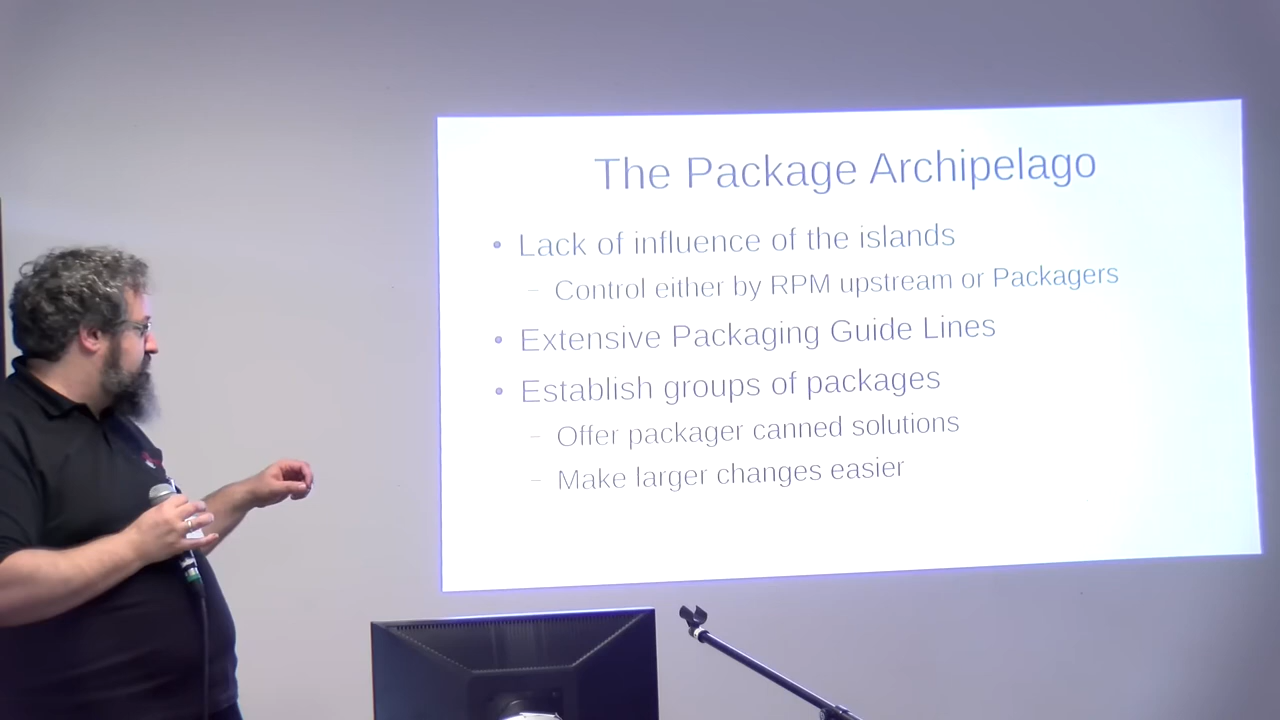 The Package Archipelago
• Lack of influence of the islands
– Control either by RPM upstream or Packagers
• Extensive Packaging Guide Lines
• Establish groups of packages
– Offer packager canned solutions
– Make larger changes easier